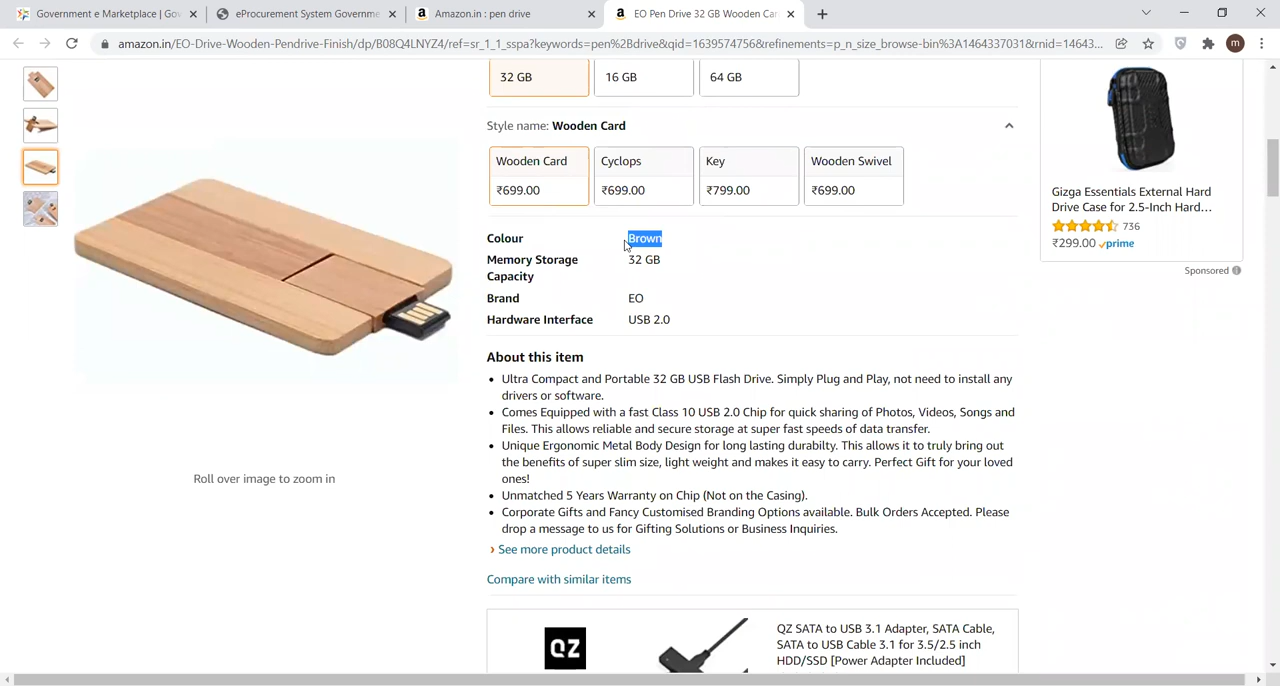 Government e Marketplace | Gov
eProcurement System Governme
Amazon.in : pen drive
EO Pen Drive 32 GB Wooden Car
amazon.in/EO-Drive-Wooden-Pendrive-Finish/dp/B08Q4LNYZ4/ref=sr_1_1_sspa?keywords=pen%2Bdrive&qid=1639574756&refinements=p_n_size_browse-bin%3A1464337031&rnid=14643...
m
32 GB
16 GB
64 GB
Style name: Wooden Card
Wooden Card
₹699.00
Cyclops
₹699.00
Key
₹799.00
Wooden Swivel
₹699.00
Colour Brown
Memory Storage 32 GB
Capacity
Brand EO
Hardware Interface USB 2.0
About this item
• Ultra Compact and Portable 32 GB USB Flash Drive. Simply Plug and Play, not need to install any
drivers or software.
• Comes Equipped with a fast Class 10 USB 2.0 Chip for quick sharing of Photos, Videos, Songs and
Files. This allows reliable and secure storage at super fast speeds of data transfer.
• Unique Ergonomic Metal Body Design for long lasting durabilty. This allows it to truly bring out
the benefits of super slim size, light weight and makes it easy to carry. Perfect Gift for your loved
ones!
• Unmatched 5 Years Warranty on Chip (Not on the Casing).
• Corporate Gifts and Fancy Customised Branding Options available. Bulk Orders Accepted. Please
drop a message to us for Gifting Solutions or Business Inquiries.
› See more product details
Compare with similar items
Roll over image to zoom in
QZ
QZ SATA to USB 3.1 Adapter, SATA Cable,
SATA to USB Cable 3.1 for 3.5/2.5 inch
HDD/SSD [Power Adapter Included]
Gizga Essentials External Hard
Drive Case for 2.5-Inch Hard...
736
₹299.00 prime
Sponsored